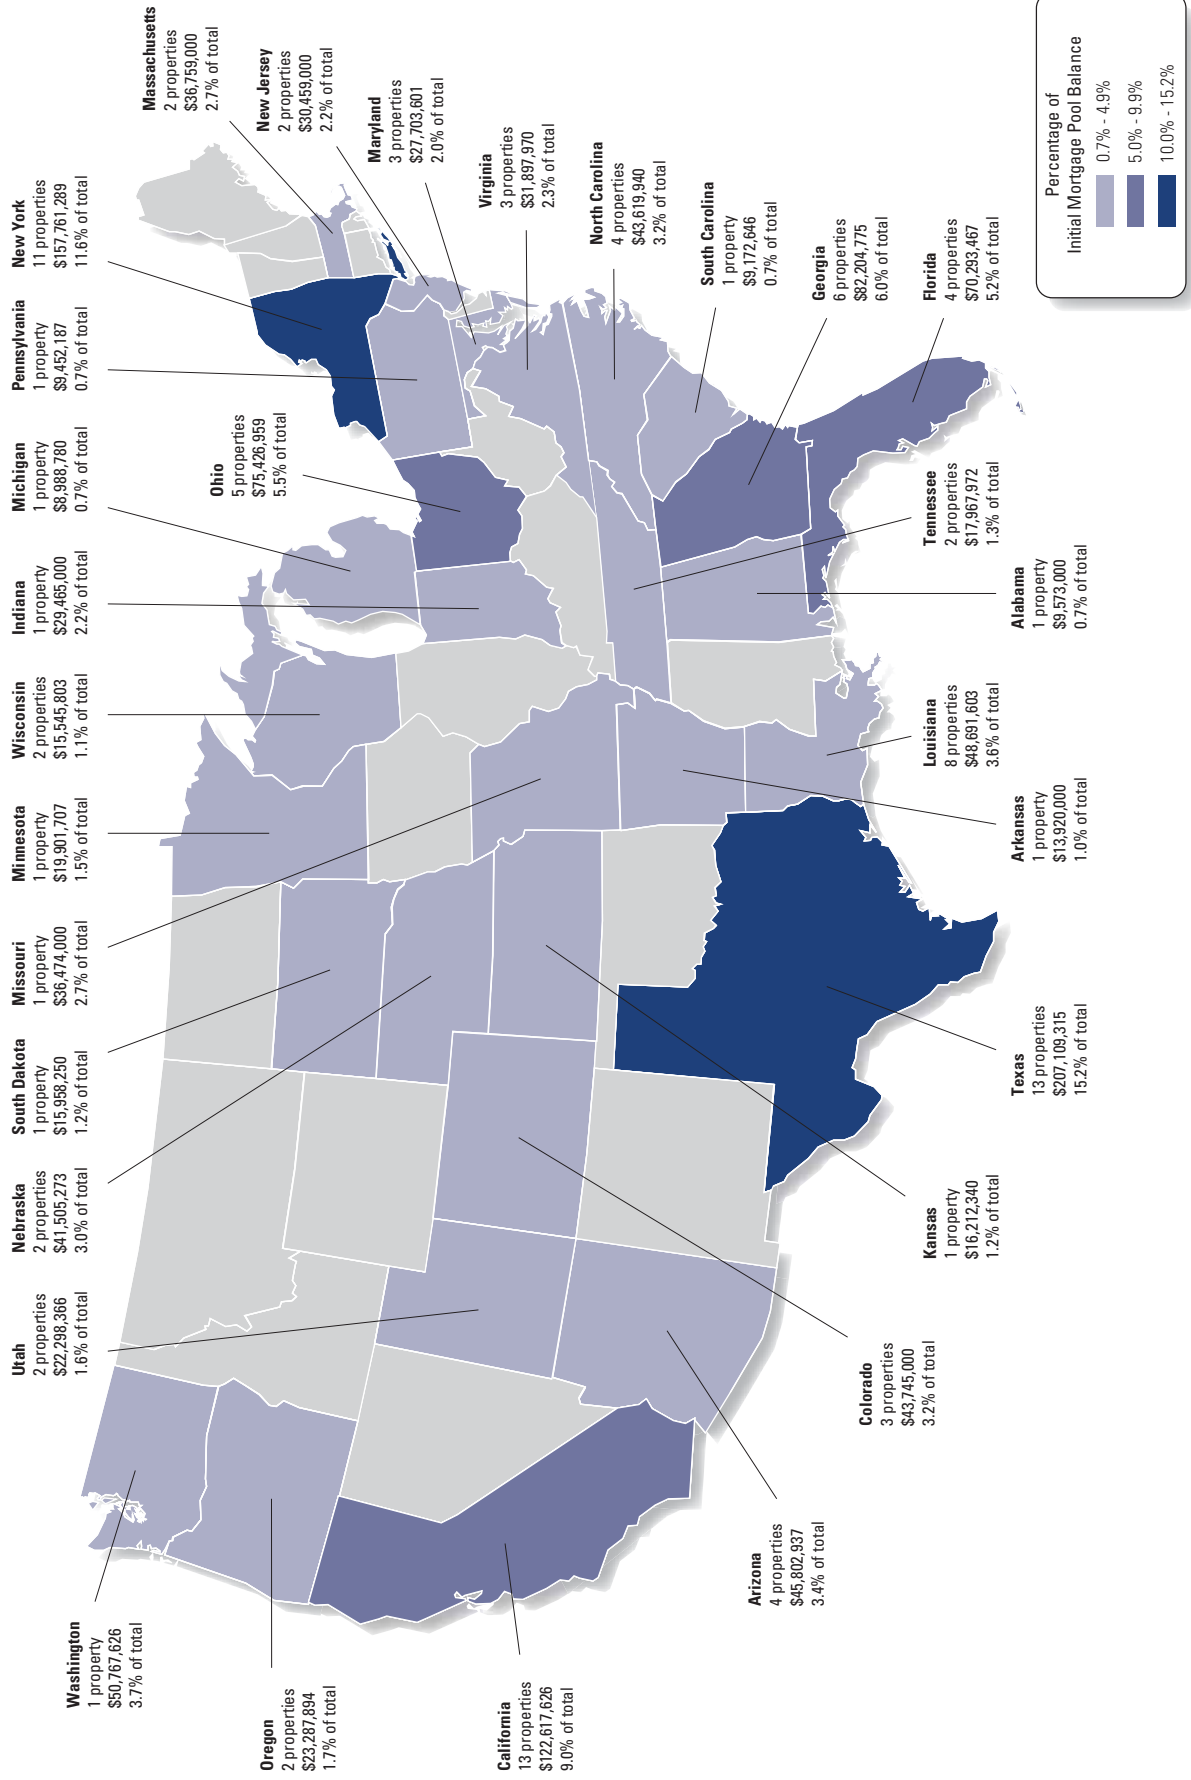 Washington
1 property
$50,767,626
3.7% of total
Oregon
2 properties
$23,287,894
1.7% of total
California
13 properties
$122,617,626
9.0% of total
Utah
2 properties
$22,298,366
1.6% of total
Nebraska
2 properties
$41,505,273
3.0% of total
South Dakota
1 property
$15,958,250
1.2% of total
Missouri
1 property
$36,474,000
2.7% of total
Minnesota
1 property
$19,901,707
1.5% of total
Wisconsin
2 properties
$15,545,803
1.1% of total
Indiana
1 property
$29,465,000
2.2% of total
Michigan
1 property
$8,988,780
0.7% of total
Pennsylvania
1 property
$9,452,187
0.7% of total
New York
11 properties
$157,761,289
11.6% of total
Ohio
5 properties
$75,426,959
5.5% of total
Massachusetts
2 properties
$36,759,000
2.7% of total
New Jersey
2 properties
$30,459,000
2.2% of total
Maryland
3 properties
$27,703,601
2.0% of total
Virginia
3 properties
$31,897,970
2.3% of total
North Carolina
4 properties
$43,619,940
3.2% of total
South Carolina
1 property
$9,172,646
0.7% of total
Georgia
6 properties
$82,204,775
6.0% of total
Florida
4 properties
$70,293,467
5.2% of total
Tennessee
2 properties
$17,967,972
1.3% of total
Alabama
1 property
$9,573,000
0.7% of total
Louisiana
8 properties
$48,691,603
3.6% of total
Arkansas
1 property
$13,920,000
1.0% of total
Texas
13 properties
$207,109,315
15.2% of total
Kansas
1 property
$16,212,340
1.2% of total
Colorado
3 properties
$43,745,000
3.2% of total
Arizona
4 properties
$45,802,937
3.4% of total
Percentage of
Initial Mortgage Pool Balance
0.7% - 4.9%
5.0% - 9.9%
10.0% - 15.2%